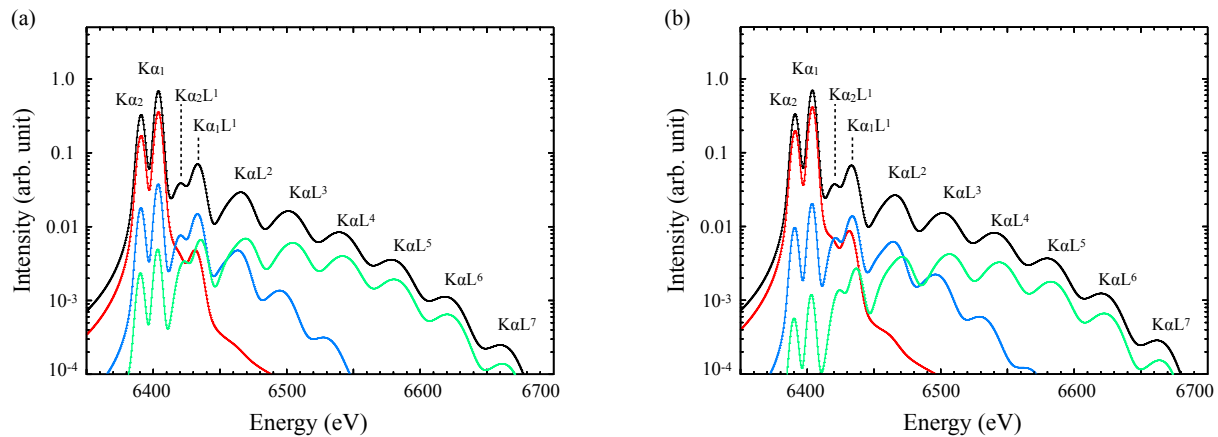 (a)
Intensity (arb. unit)
1.0
0.1
0.01
10⁻³
10⁻⁴
Kα₂
Kα₁
Kα₂L¹
Kα₁L¹
KαL²
KαL³
KαL⁴
KαL⁵
KαL⁶
KαL⁷
6400 6500 6600 6700
Energy (eV)
(b)
Intensity (arb. unit)
1.0
0.1
0.01
10⁻³
10⁻⁴
Kα₂
Kα₁
Kα₂L¹
Kα₁L¹
KαL²
KαL³
KαL⁴
KαL⁵
KαL⁶
KαL⁷
6400 6500 6600 6700
Energy (eV)